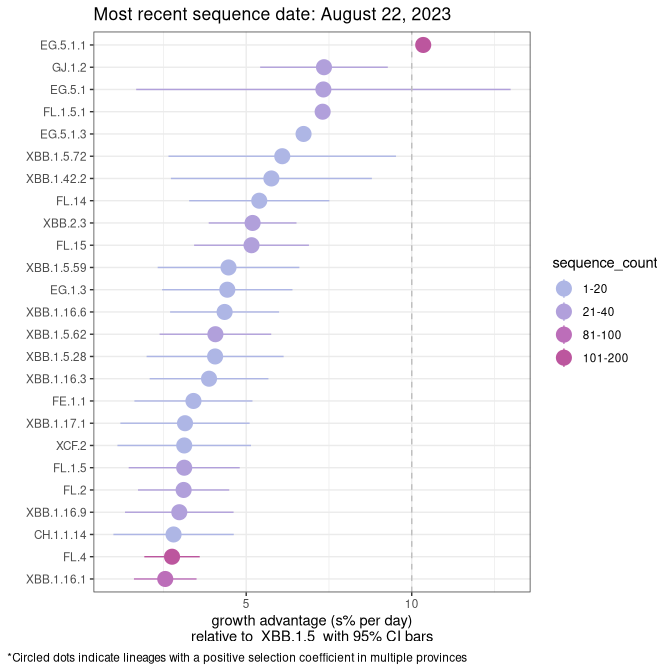 Most recent sequence date: August 22, 2023
EG.5.1.1
GJ.1.2
EG.5.1
FL.1.5.1
EG.5.1.3
XBB.1.5.72
XBB.1.42.2
FL.14
XBB.2.3
FL.15
XBB.1.5.59
EG.1.3
XBB.1.16.6
XBB.1.5.62
XBB.1.5.28
XBB.1.16.3
FE.1.1
XBB.1.17.1
XCF.2
FL.1.5
FL.2
XBB.1.16.9
CH.1.1.14
FL.4
XBB.1.16.1
5 10
growth advantage (s% per day)
relative to XBB.1.5 with 95% CI bars
sequence_count
1-20
21-40
81-100
101-200
*Circled dots indicate lineages with a positive selection coefficient in multiple provinces